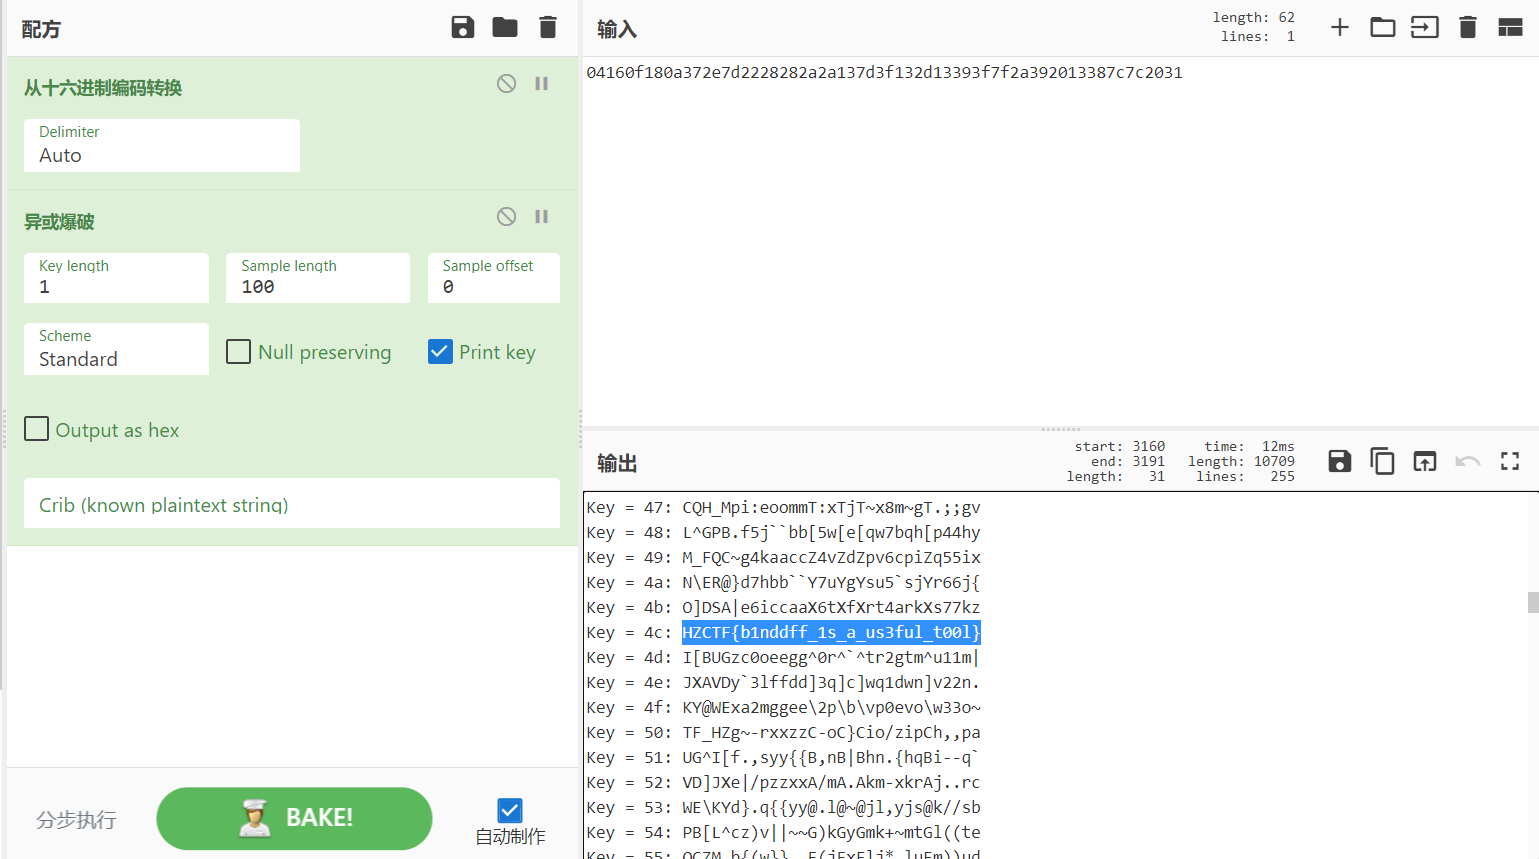 配方
从十六进制编码转换
Delimiter
Auto
异或爆破
Key length
1
Sample length
100
Sample offset
0
Scheme
Standard
Null preserving
Print key
Output as hex
Crib (known plaintext string)
分步执行
BAKE!
自动制作
输入
length: 62
lines: 1
04160f180a372e7d2228282a2a137d3f132d13393f7f2a392013387c7c2031
输出
start: 3160
end: 3191
length: 31
time: 12ms
length: 10709
lines: 255
Key = 47: CQH_Mpi:eoommT:xTjT~x8m~gT.;;gv
Key = 48: L^GPB.f5j``bb[5w[e[qw7bqh[p44hy
Key = 49: M_FQC~g4kaaccZ4vZdZpv6cpiZq55ix
Key = 4a: N\ER@}d7hbb``Y7uYgYsu5`sjYr66j{
Key = 4b: O]DSA|e6iccaaX6tXfXrt4arkXs77kz
Key = 4c: HZCTF{b1nddff_1s_a_us3ful_t00l}
Key = 4d: I[BUGzc0oeegg^0r^`^tr2gtm^u11m|
Key = 4e: JXAVDy`3lffdd]3q]c]wq1dwn]v22n.
Key = 4f: KY@WExa2mggee\2p\b\vp0evo\w33o~
Key = 50: TF_HZg~-rxxzzC-oC}Cio/zipCh,,pa
Key = 51: UG^I[f.,syy{{B,nB|Bhn.{hqBi--q`
Key = 52: VD]JXe|/pzzxxA/mA.Akm-xkrAj..rc
Key = 53: WE\KYd}.q{{yy@.l@~@jl,yjs@k//sb
Key = 54: PB[L^cz)v||~~G)kGyGmk+~mtGl((te